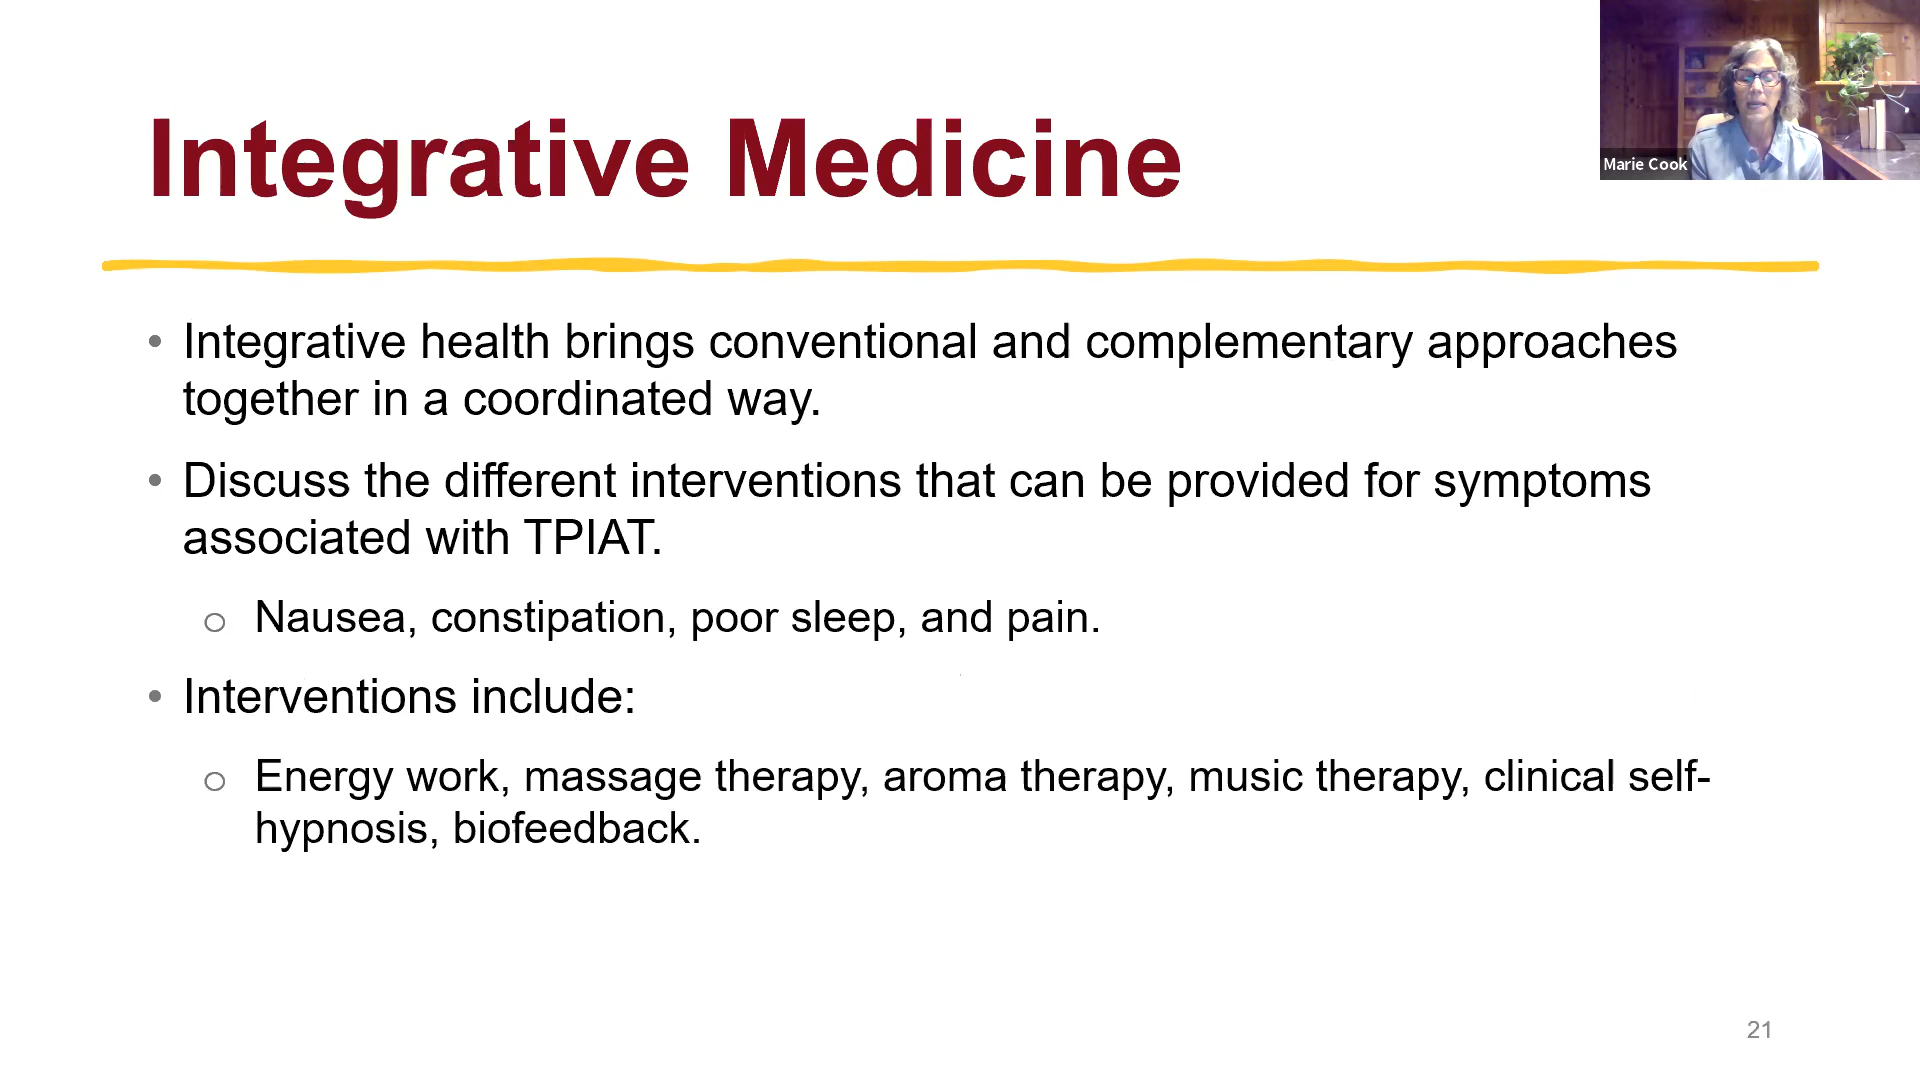 Integrative Medicine
Marie Cook
• Integrative health brings conventional and complementary approaches
together in a coordinated way.
• Discuss the different interventions that can be provided for symptoms
associated with TPIAT.
o Nausea, constipation, poor sleep, and pain.
• Interventions include:
o Energy work, massage therapy, aroma therapy, music therapy, clinical self-
hypnosis, biofeedback.
21